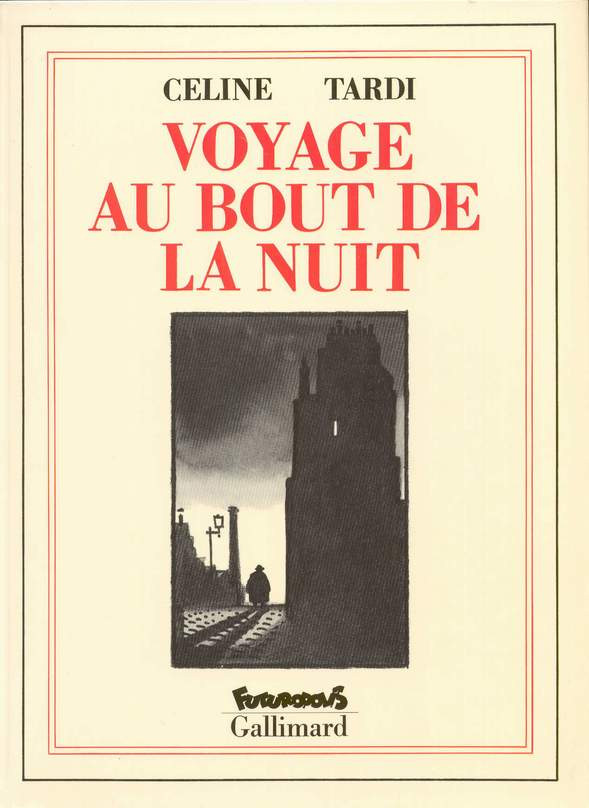 CELINE TARDI
VOYAGE
AU BOUT DE
LA NUIT
FUTUROPOLIS
Gallimard